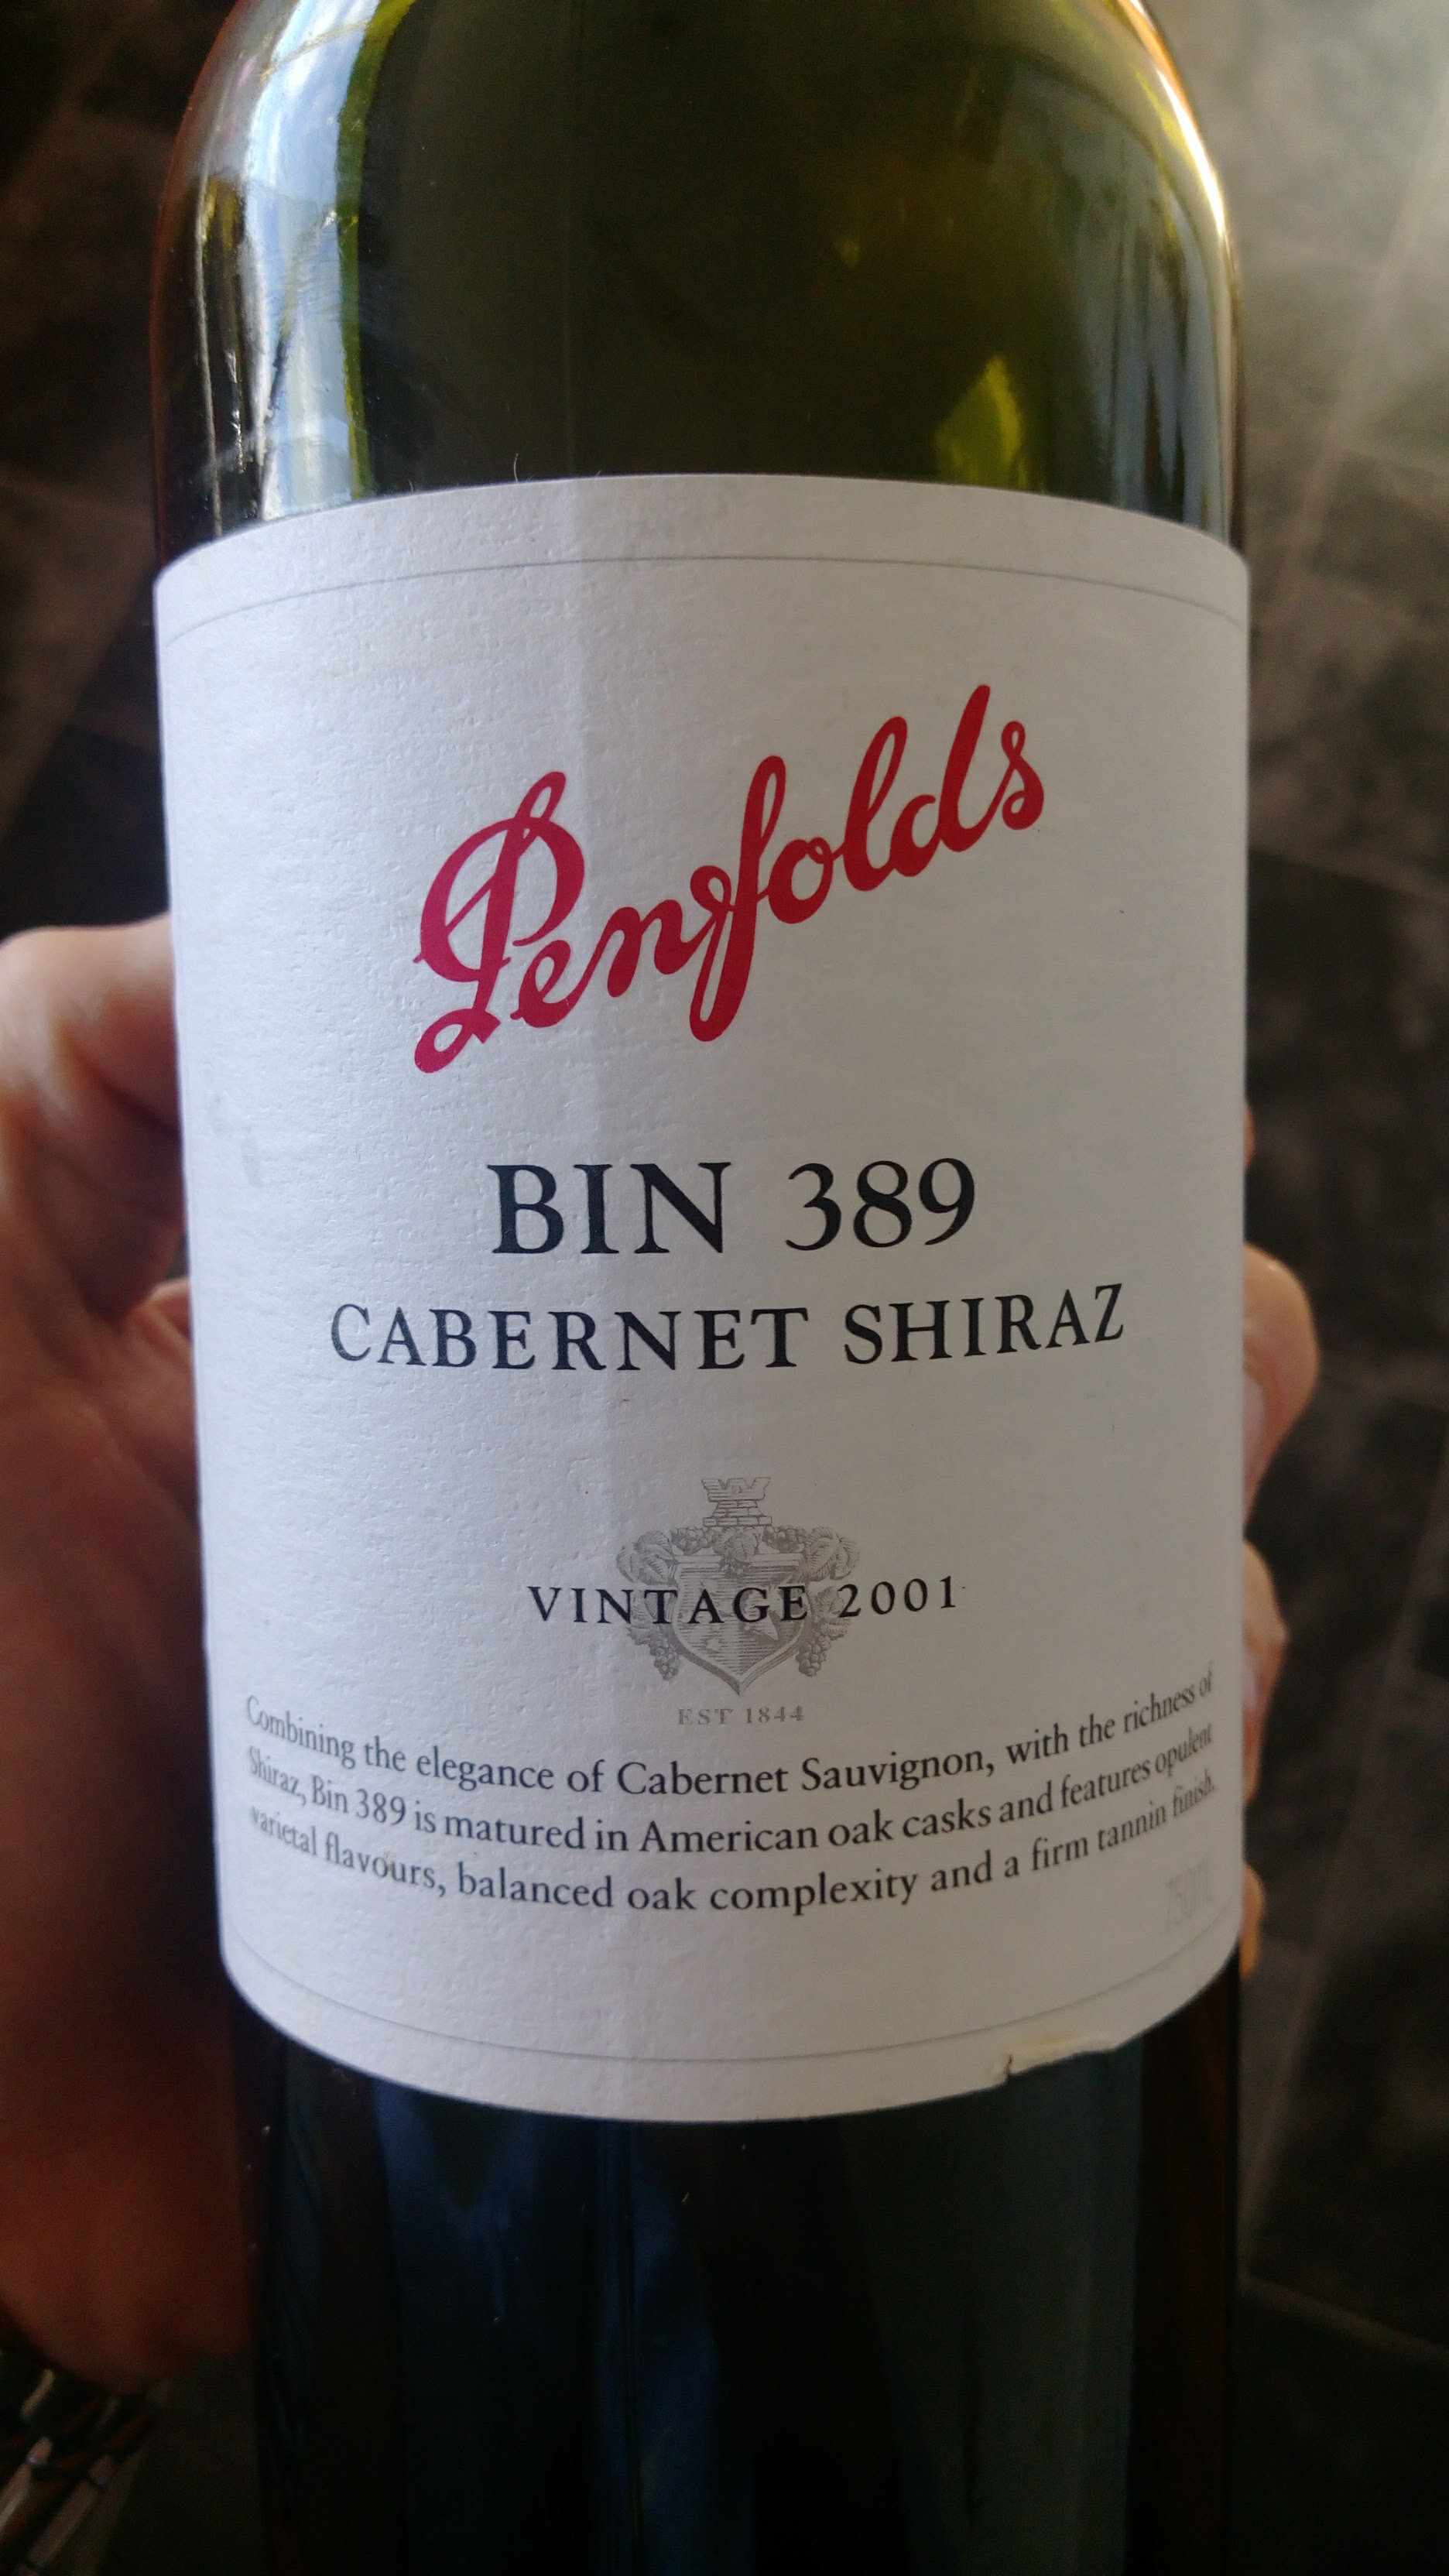 Penfolds
BIN 389
CABERNET SHIRAZ
VINTAGE 2001
EST 1844
Combining the elegance of Cabernet Sauvignon, with the richness of
Shiraz, Bin 389 is matured in American oak casks and features opulent
varietal flavours, balanced oak complexity and a firm tannin finish.